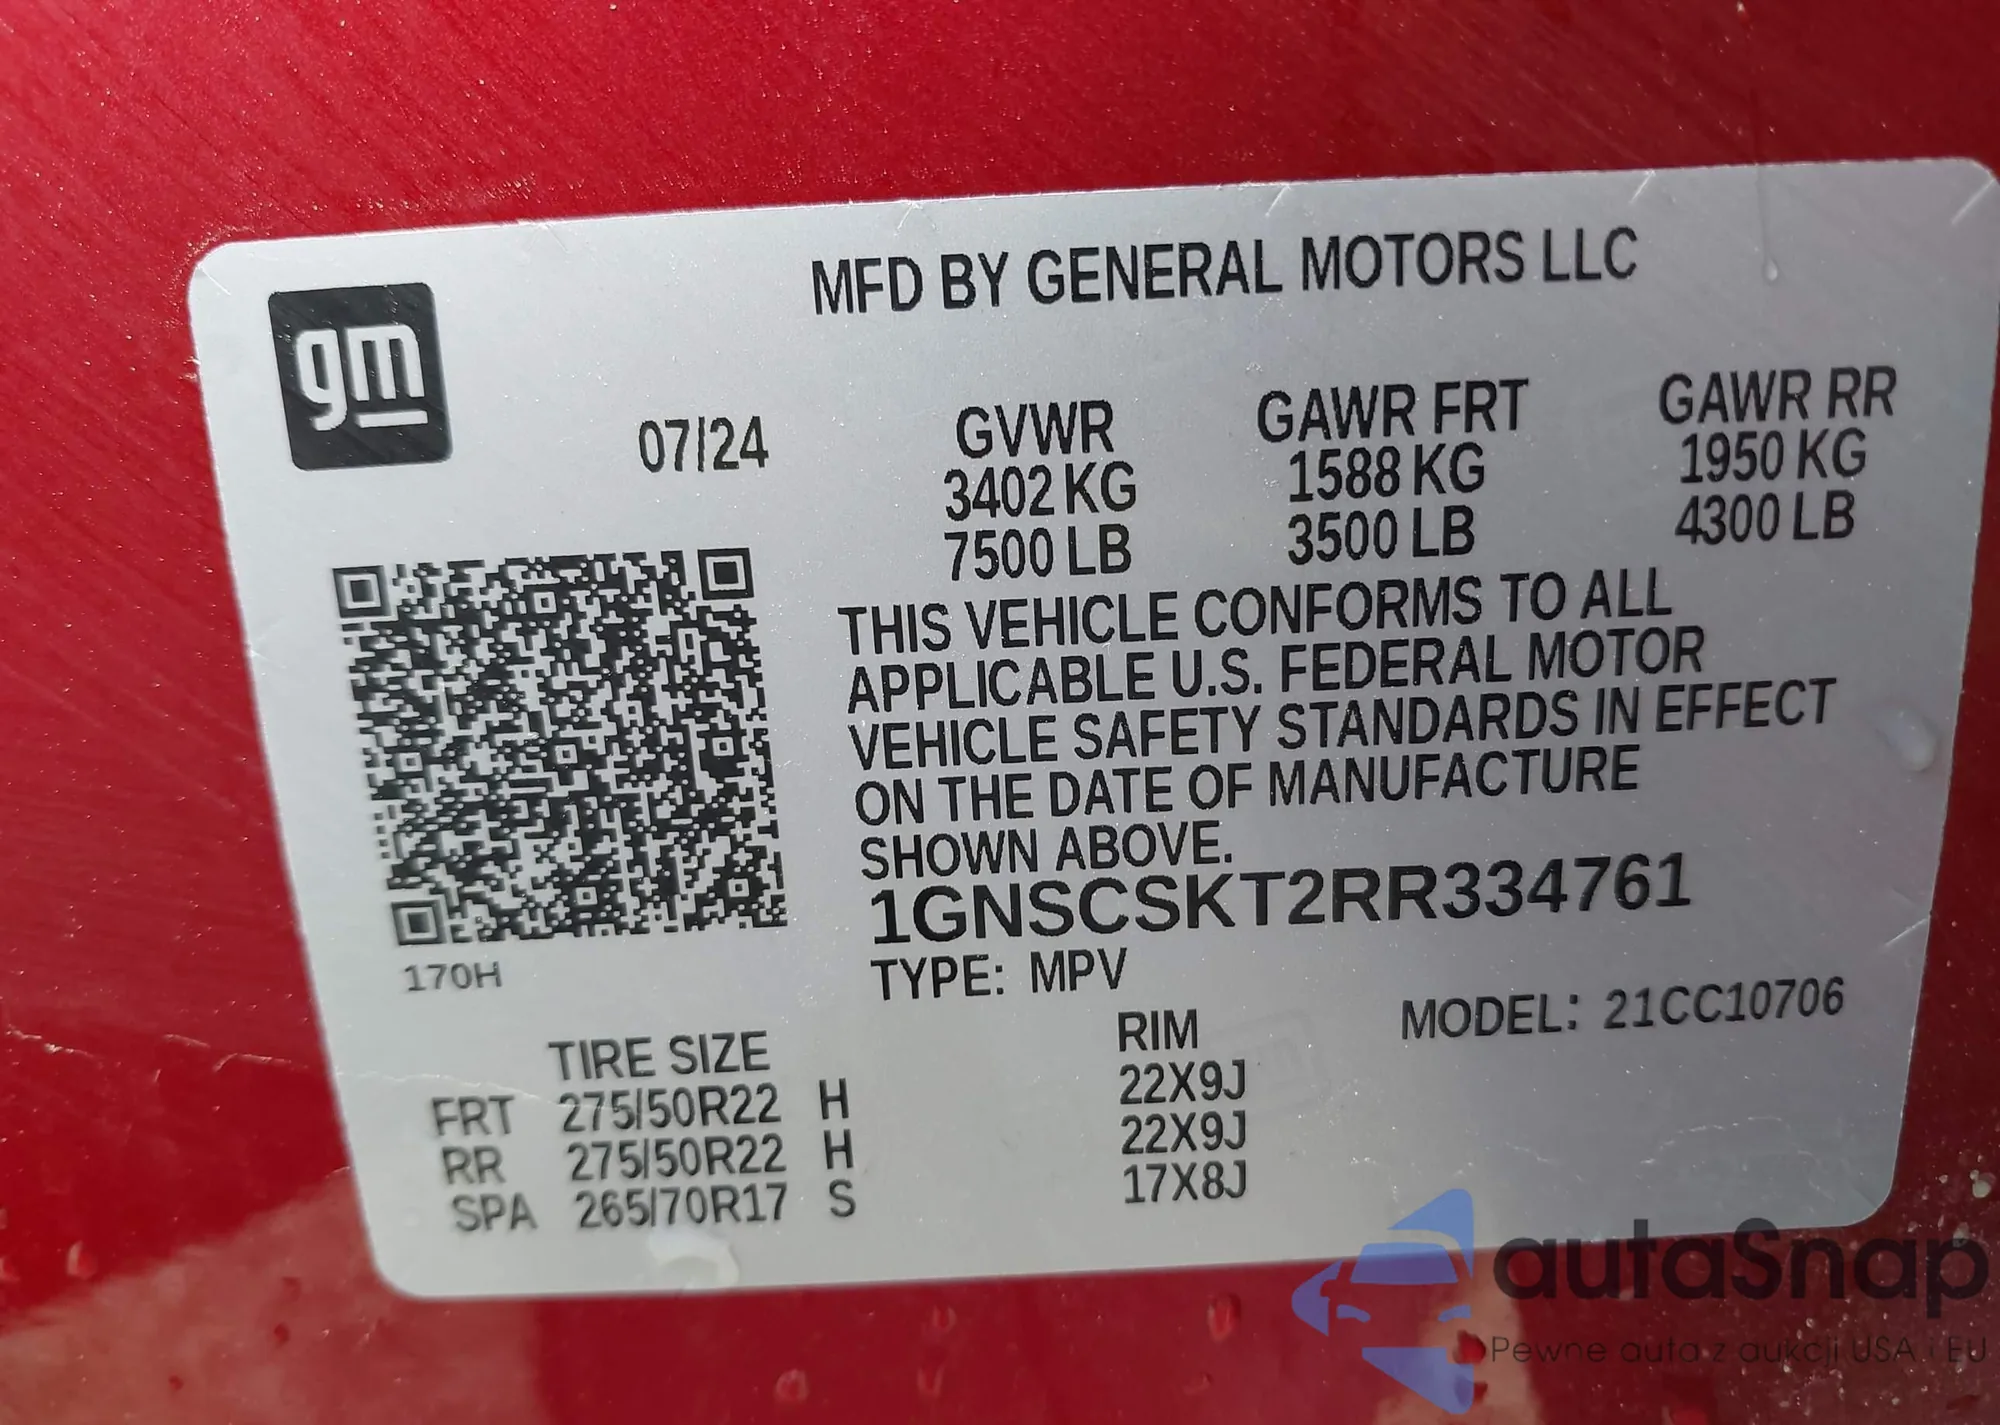 MFD BY GENERAL MOTORS LLC
gm
07/24
GVWR GAWR FRT GAWR RR
3402 KG 1588 KG 1950 KG
7500 LB 3500 LB 4300 LB
THIS VEHICLE CONFORMS TO ALL
APPLICABLE U.S. FEDERAL MOTOR
VEHICLE SAFETY STANDARDS IN EFFECT
ON THE DATE OF MANUFACTURE
SHOWN ABOVE.
1GNSCSKT2RR334761
170H
TYPE: MPV
MODEL: 21CC10706
TIRE SIZE RIM
FRT 275/50R22 H 22X9J
RR 275/50R22 H 22X9J
SPA 265/70R17 S 17X8J
autaSnap
Pewne auta z aukcji USA i EU